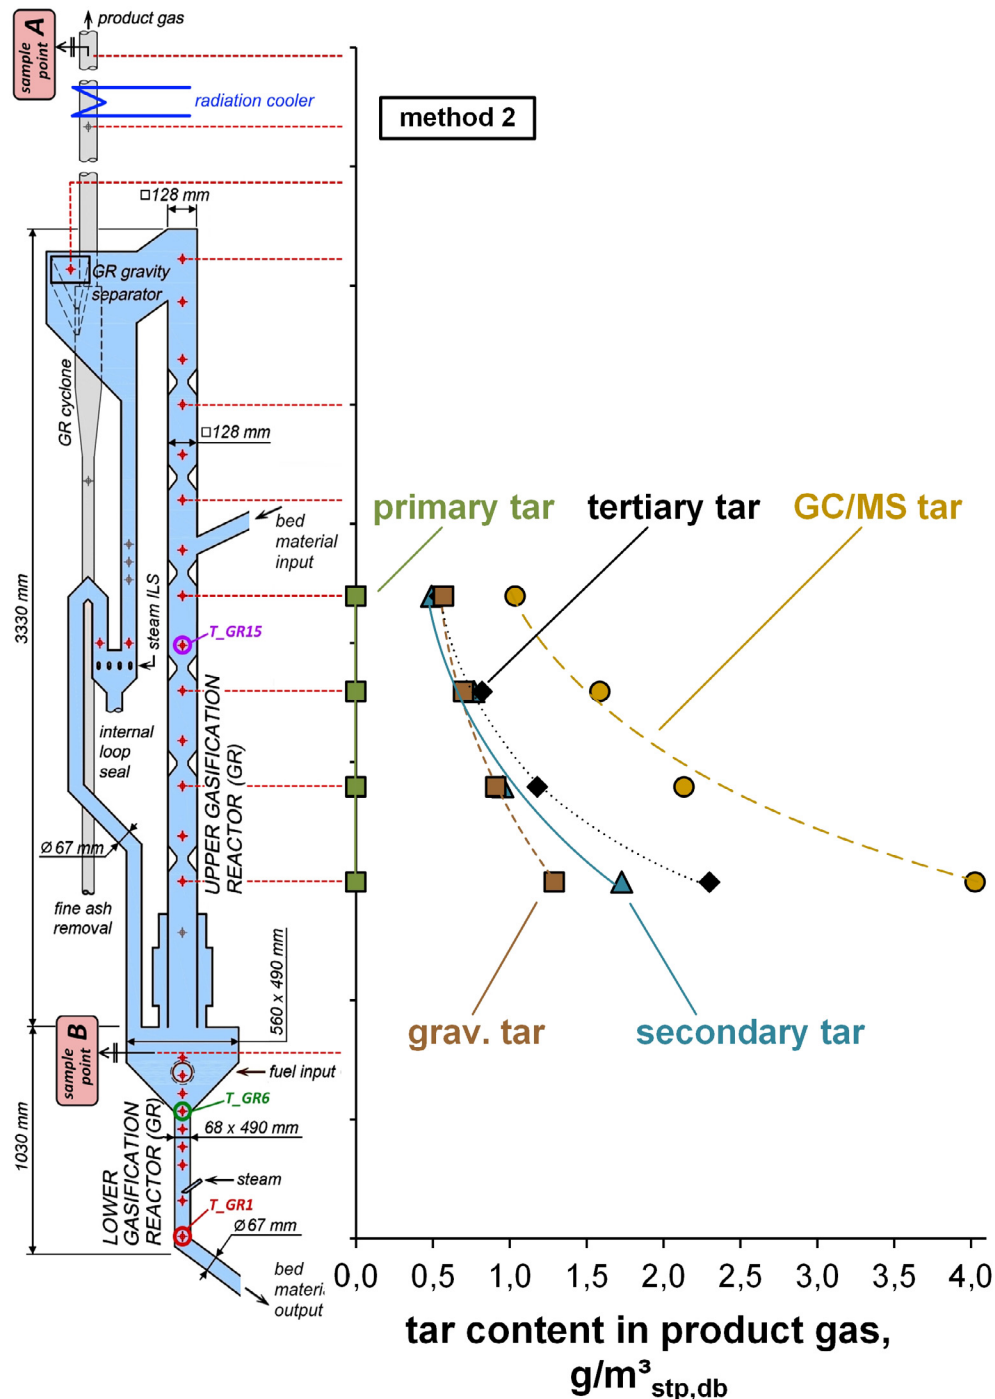 product gas
sample
point A
radiation cooler
method 2
□128 mm
GR gravity
separator
GR cyclone
□128 mm
3330 mm
bed
material
input
steam ILS
T_GR15
internal
loop
seal
UPPER GASIFICATION
REACTOR (GR)
Ø 67 mm
fine ash
removal
560 x 490 mm
sample
point B
fuel input
T_GR6
68 x 490 mm
1030 mm
LOWER
GASIFICATION
REACTOR (GR)
steam
T_GR1
Ø 67 mm
bed
output
primary tar
tertiary tar
GC/MS tar
grav. tar
secondary tar
0,0 0,5 1,0 1,5 2,0 2,5 3,0 3,5 4,0
tar content in product gas,
g/m³stp,db